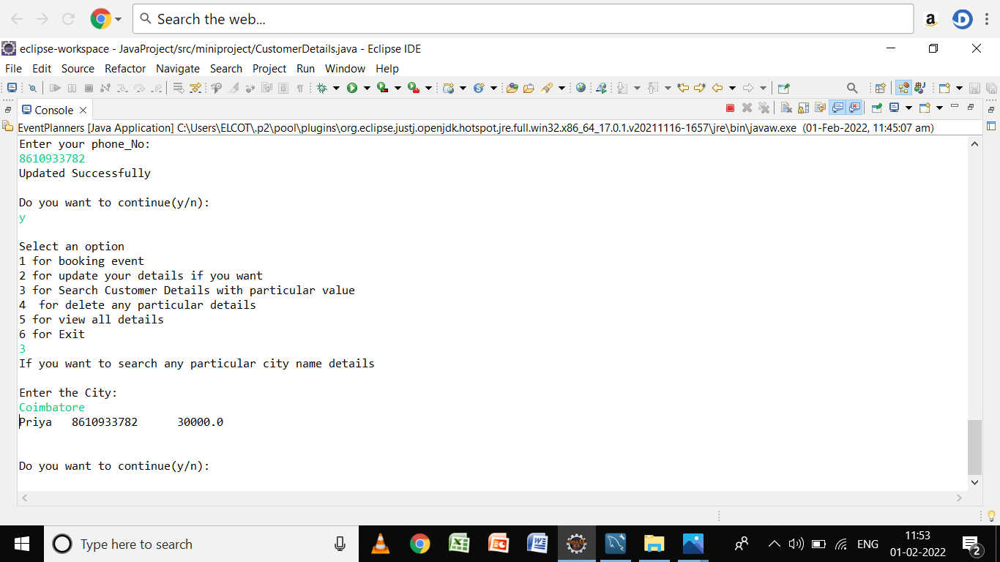 Search the web...
eclipse-workspace - JavaProject/src/miniproject/CustomerDetails.java - Eclipse IDE
File Edit Source Refactor Navigate Search Project Run Window Help
Console
EventPlanners [Java Application] C:\Users\ELCOT\.p2\pool\plugins\org.eclipse.justj.openjdk.hotspot.jre.full.win32.x86_64_17.0.1.v20211116-1657\jre\bin\javaw.exe (01-Feb-2022, 11:45:07 am)
Enter your phone_No:
8610933782
Updated Successfully
Do you want to continue(y/n):
y
Select an option
1 for booking event
2 for update your details if you want
3 for Search Customer Details with particular value
4  for delete any particular details
5 for view all details
6 for Exit
3
If you want to search any particular city name details
Enter the City:
Coimbatore
Priya   8610933782      30000.0
Do you want to continue(y/n):
Type here to search
ENG
11:53
01-02-2022
2